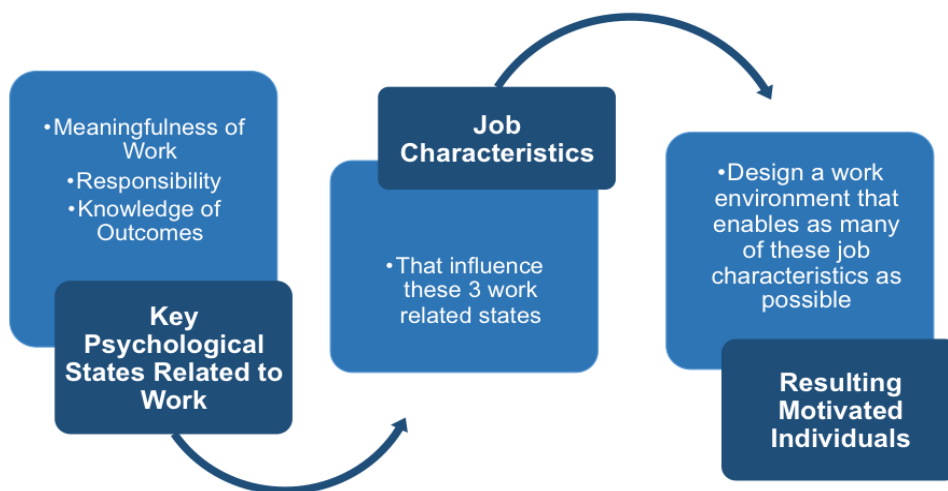 •Meaningfulness of
Work
•Responsibility
•Knowledge of
Outcomes
Key
Psychological
States Related to
Work
Job
Characteristics
•That influence
these 3 work
related states
•Design a work
environment that
enables as many
of these job
characteristics as
possible
Resulting
Motivated
Individuals